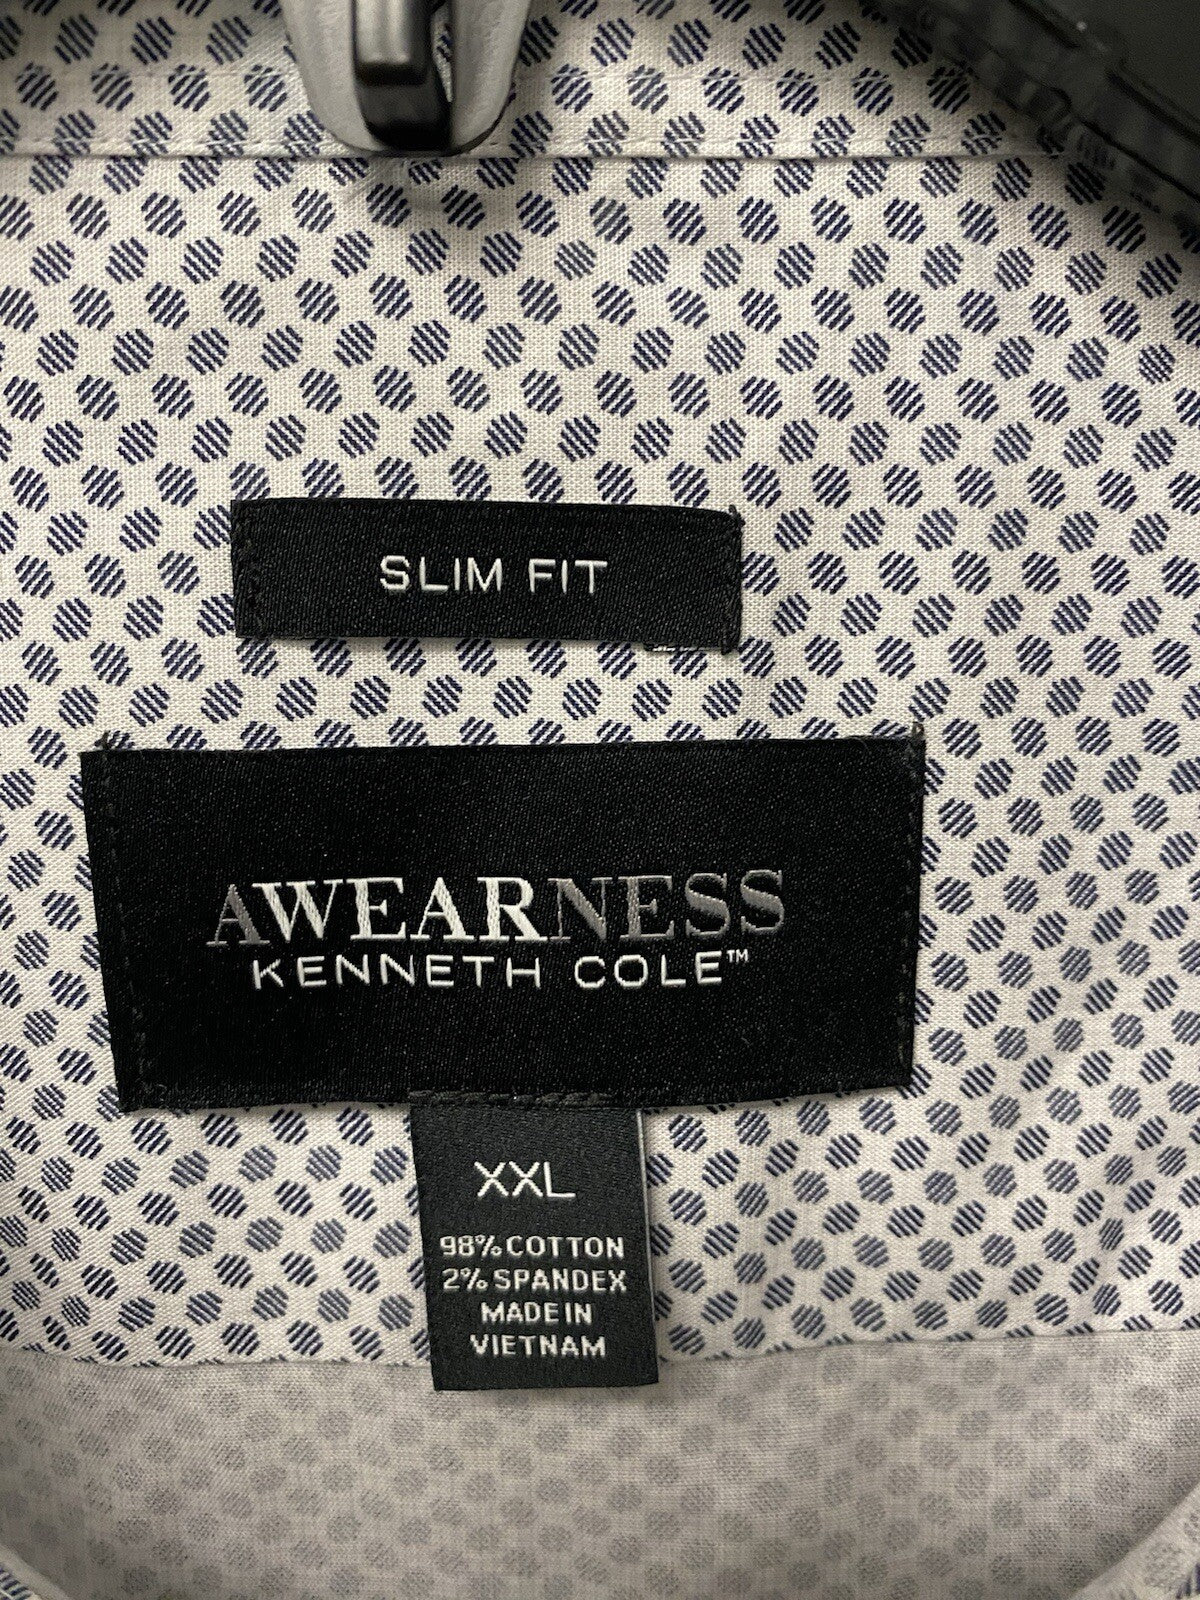 SLIM FIT
AWEARNESS
KENNETH COLE™
XXL
98% COTTON
2% SPANDEX
MADE IN
VIETNAM